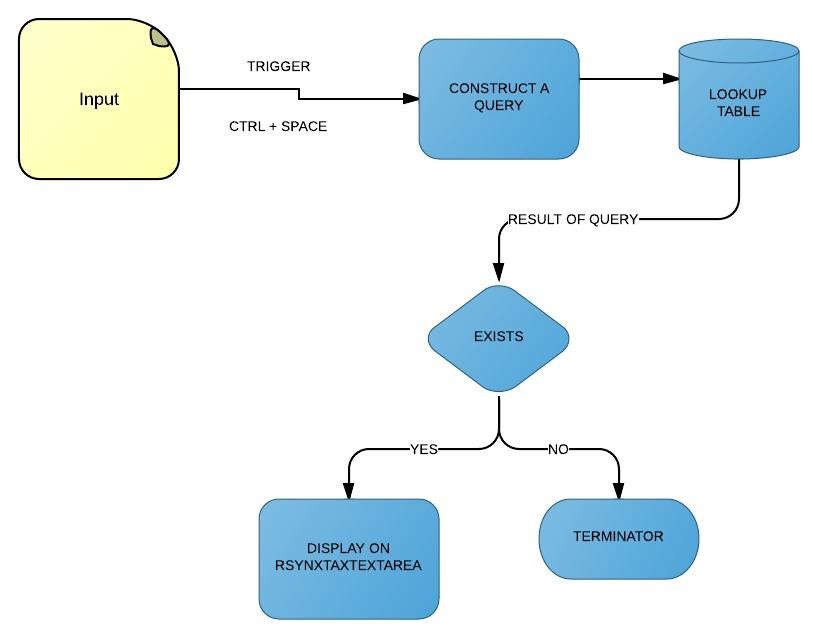 Input
TRIGGER
CTRL + SPACE
CONSTRUCT A
QUERY
LOOKUP
TABLE
RESULT OF QUERY
EXISTS
YES
NO
DISPLAY ON
RSYNXTAXTEXTAREA
TERMINATOR